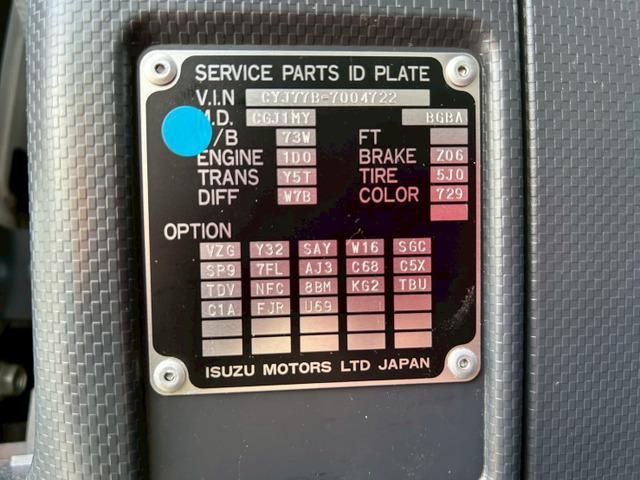 SERVICE PARTS ID PLATE
V.I.N CYJ77B-7004722
M.D. CGJ1MY BGBA
/B 73W FT
ENGINE 1D0 BRAKE Z06
TRANS Y5T TIRE 5J0
DIFF W7B COLOR 729
OPTION
VZG Y32 SAY W16 SGC
SP9 7FL AJ3 C68 C5X
TDV NFC 8BM KG2 TBU
C1A FJR U69
ISUZU MOTORS LTD JAPAN